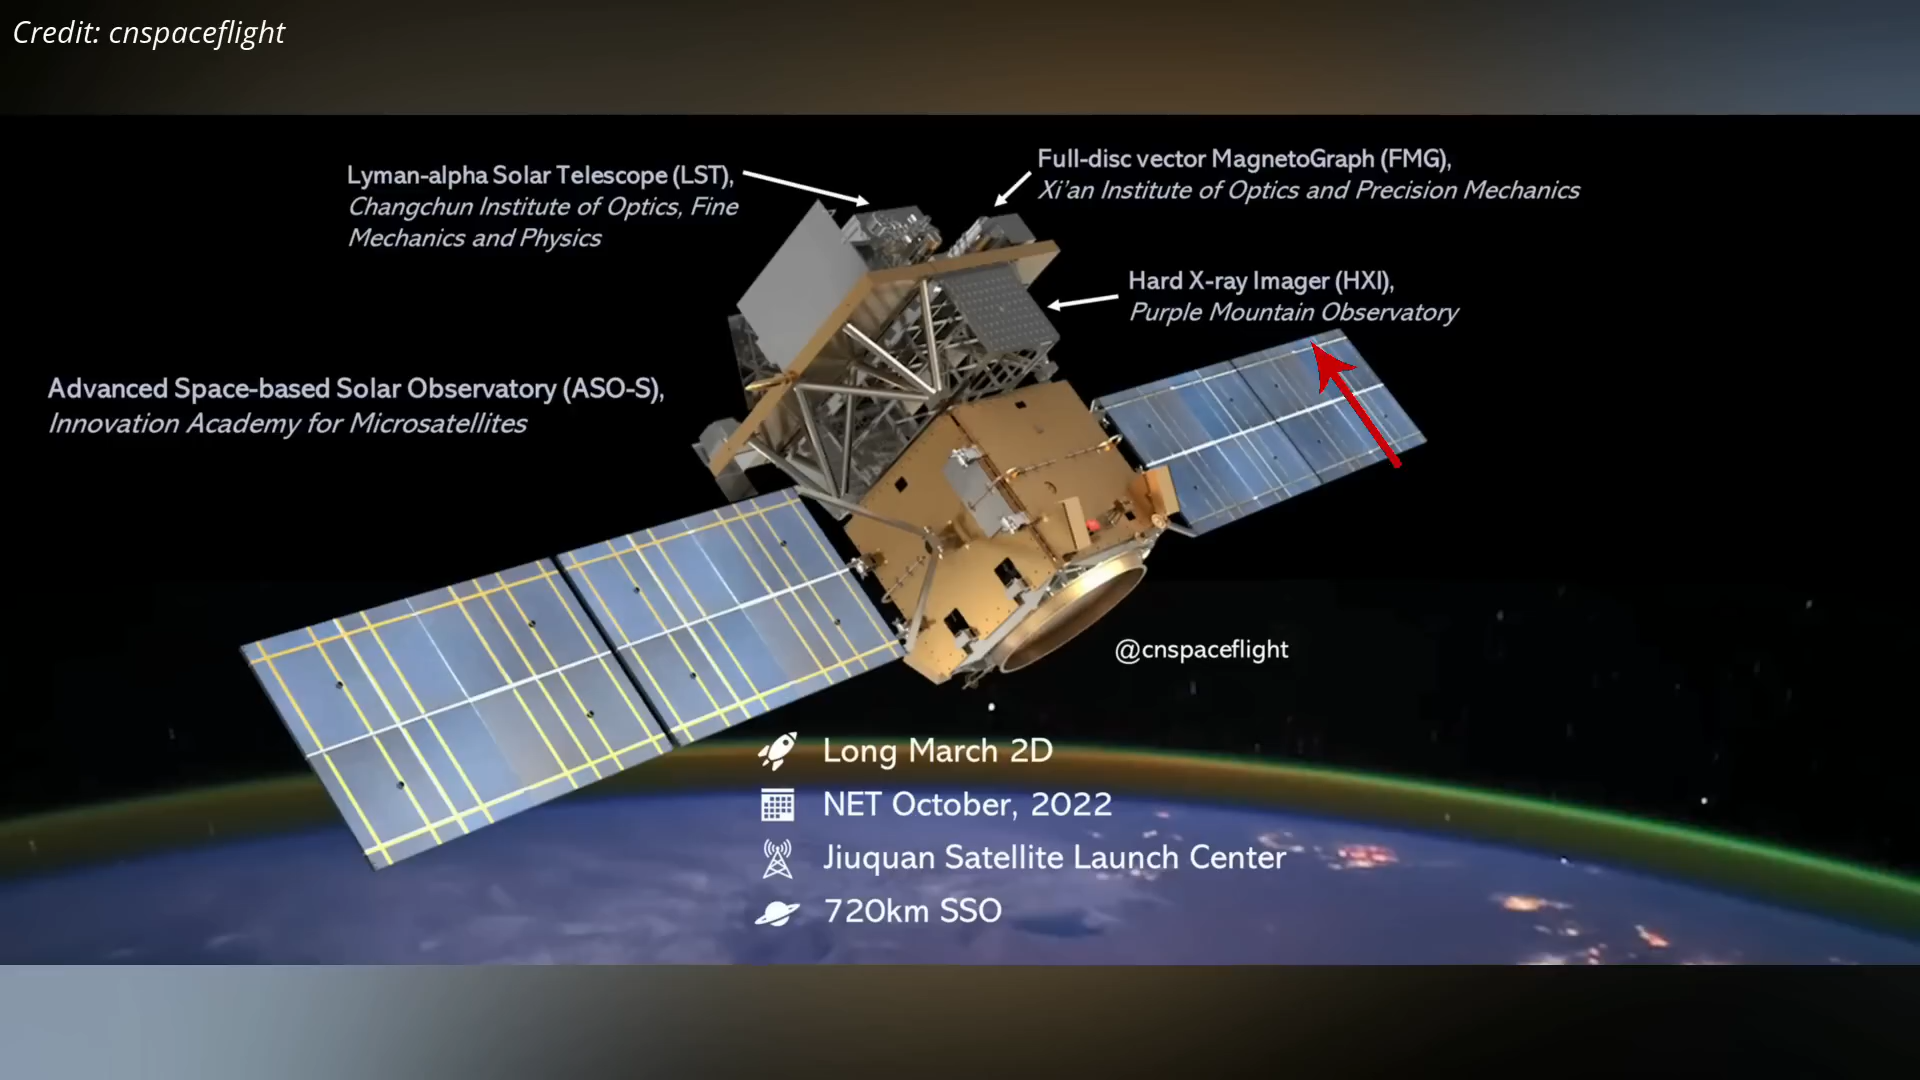 Credit: cnspaceflight
Lyman-alpha Solar Telescope (LST),
Changchun Institute of Optics, Fine
Mechanics and Physics
Full-disc vector MagnetoGraph (FMG),
Xi'an Institute of Optics and Precision Mechanics
Hard X-ray Imager (HXI),
Purple Mountain Observatory
Advanced Space-based Solar Observatory (ASO-S),
Innovation Academy for Microsatellites
@cnspaceflight
Long March 2D
NET October, 2022
Jiuquan Satellite Launch Center
720km SSO